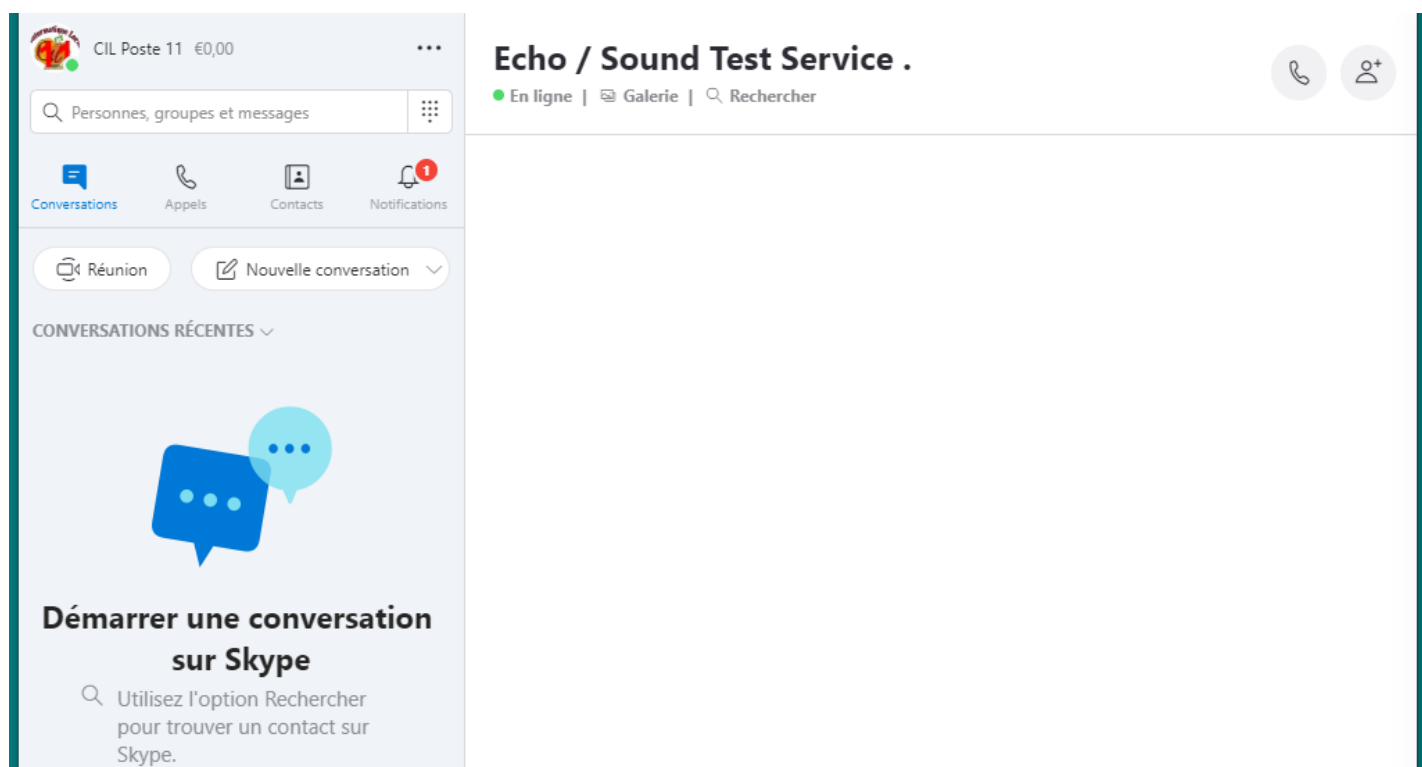 CIL Poste 11 €0,00
Personnes, groupes et messages
Conversations
Appels
Contacts
Notifications
1
Réunion
Nouvelle conversation
CONVERSATIONS RÉCENTES
Démarrer une conversation
sur Skype
Utilisez l'option Rechercher
pour trouver un contact sur
Skype.
Echo / Sound Test Service .
En ligne | Galerie | Rechercher